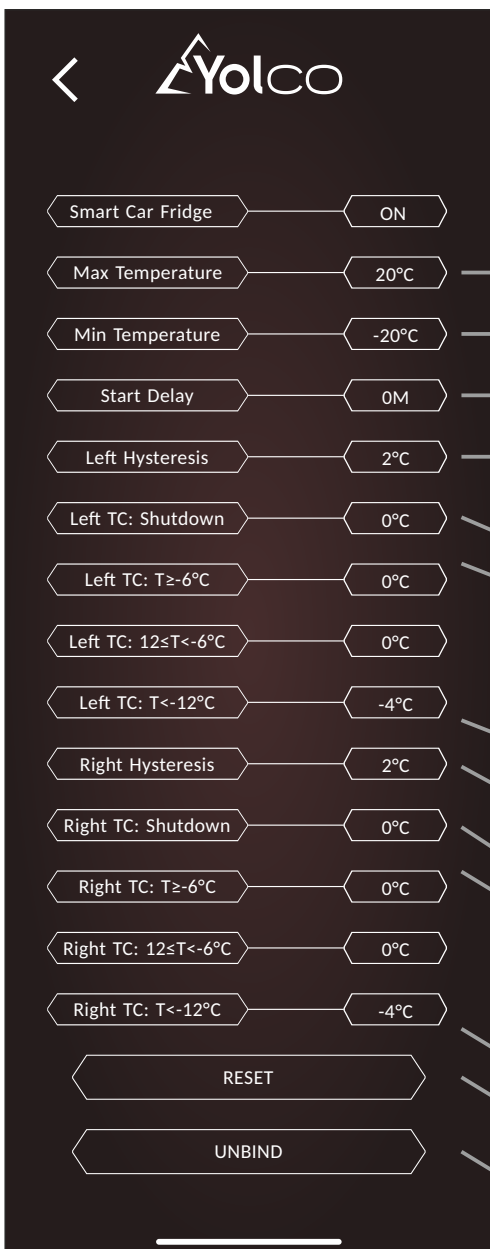 Yolco
Smart Car Fridge ON
Max Temperature 20°C
Min Temperature -20°C
Start Delay 0M
Left Hysteresis 2°C
Left TC: Shutdown 0°C
Left TC: T≥-6°C 0°C
Left TC: 12≤T<-6°C 0°C
Left TC: T<-12°C -4°C
Right Hysteresis 2°C
Right TC: Shutdown 0°C
Right TC: T≥-6°C 0°C
Right TC: 12≤T<-6°C 0°C
Right TC: T<-12°C -4°C
RESET
UNBIND